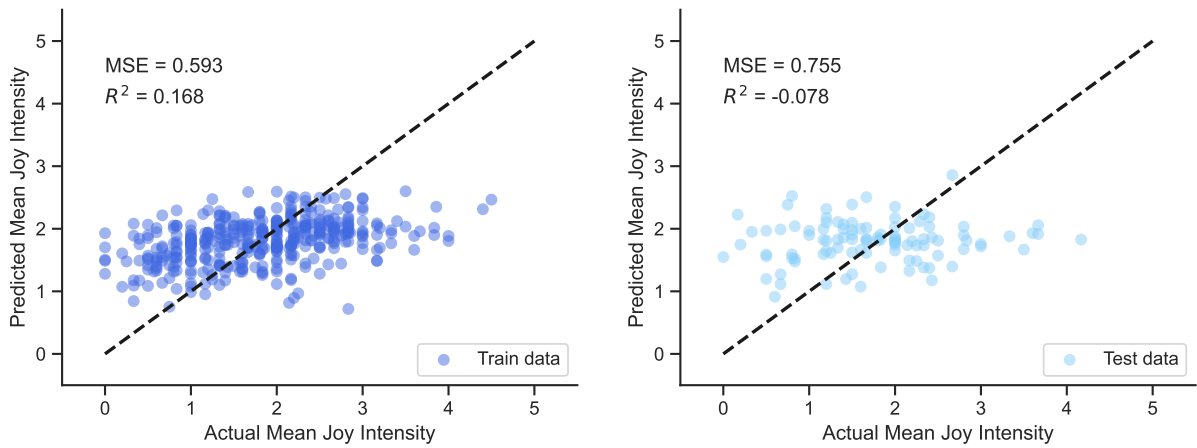 MSE = 0.593
R² = 0.168
Predicted Mean Joy Intensity
5
4
3
2
1
0
Train data
0 1 2 3 4 5
Actual Mean Joy Intensity
MSE = 0.755
R² = -0.078
Predicted Mean Joy Intensity
5
4
3
2
1
0
Test data
0 1 2 3 4 5
Actual Mean Joy Intensity